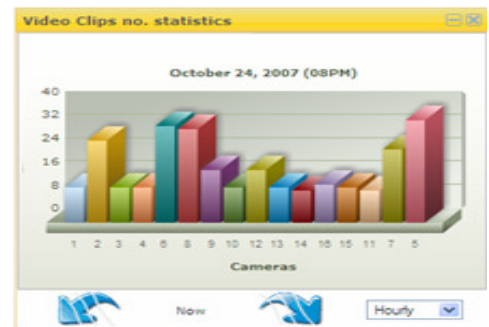 Video Clips no. statistics
October 24, 2007 (08PM)
40
32
24
16
8
0
1 2 3 4 6 8 9 10 12 13 14 16 15 11 7 5
Cameras
Now
Hourly